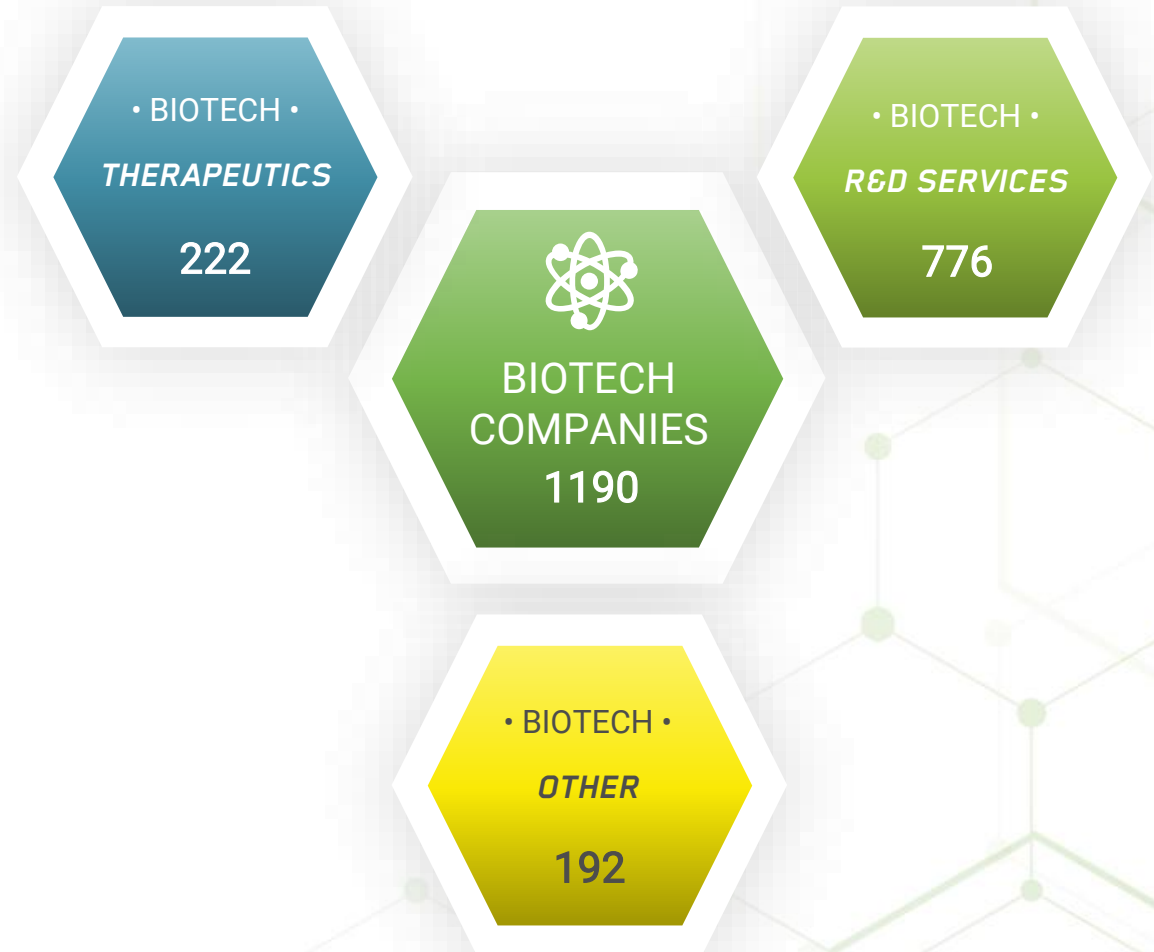 • BIOTECH •
THERAPEUTICS
222
• BIOTECH •
R&D SERVICES
776
BIOTECH
COMPANIES
1190
• BIOTECH •
OTHER
192